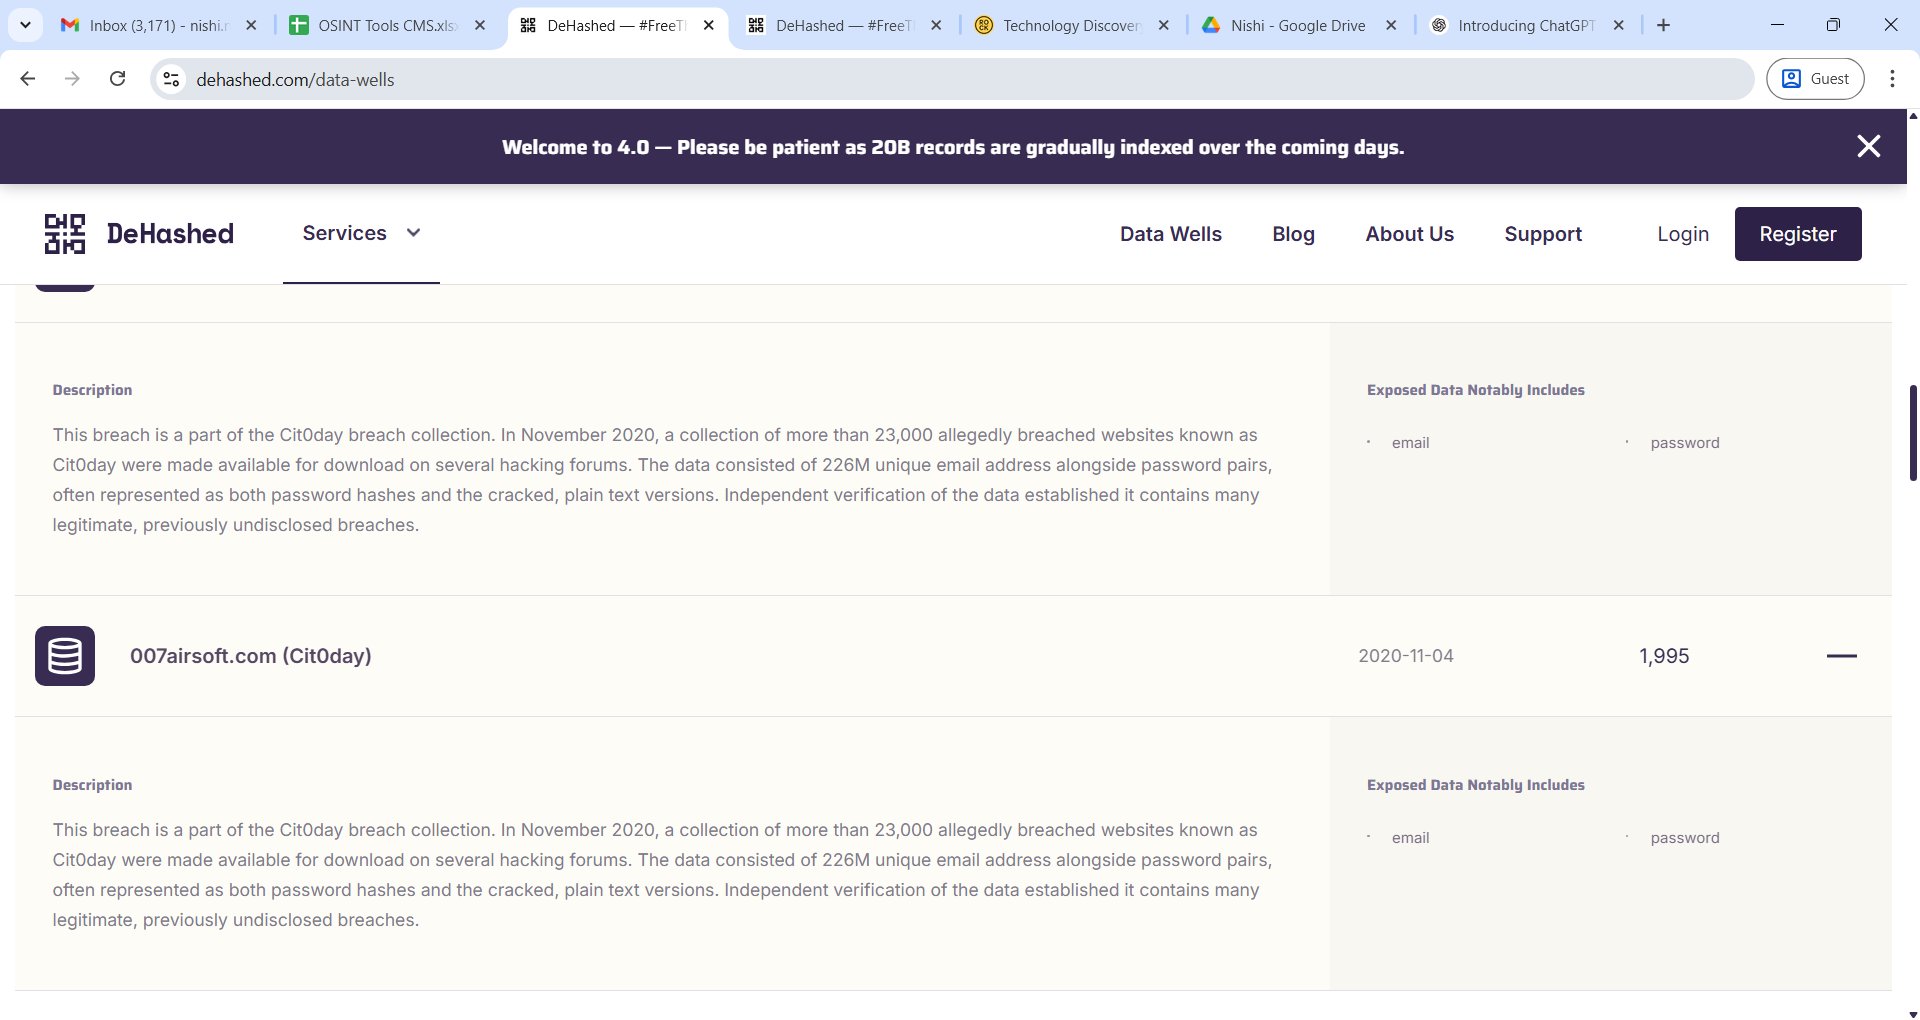 Inbox (3,171) - nishi.r
OSINT Tools CMS.xls
DeHashed — #FreeT
DeHashed — #FreeT
Technology Discover
Nishi - Google Drive
Introducing ChatGPT
dehashed.com/data-wells
Guest
Welcome to 4.0 — Please be patient as 20B records are gradually indexed over the coming days.
DeHashed
Services
Data Wells
Blog
About Us
Support
Login
Register
Description
This breach is a part of the Cit0day breach collection. In November 2020, a collection of more than 23,000 allegedly breached websites known as
Cit0day were made available for download on several hacking forums. The data consisted of 226M unique email address alongside password pairs,
often represented as both password hashes and the cracked, plain text versions. Independent verification of the data established it contains many
legitimate, previously undisclosed breaches.
Exposed Data Notably Includes
· email
· password
007airsoft.com (Cit0day)
2020-11-04
1,995
Description
This breach is a part of the Cit0day breach collection. In November 2020, a collection of more than 23,000 allegedly breached websites known as
Cit0day were made available for download on several hacking forums. The data consisted of 226M unique email address alongside password pairs,
often represented as both password hashes and the cracked, plain text versions. Independent verification of the data established it contains many
legitimate, previously undisclosed breaches.
Exposed Data Notably Includes
· email
· password